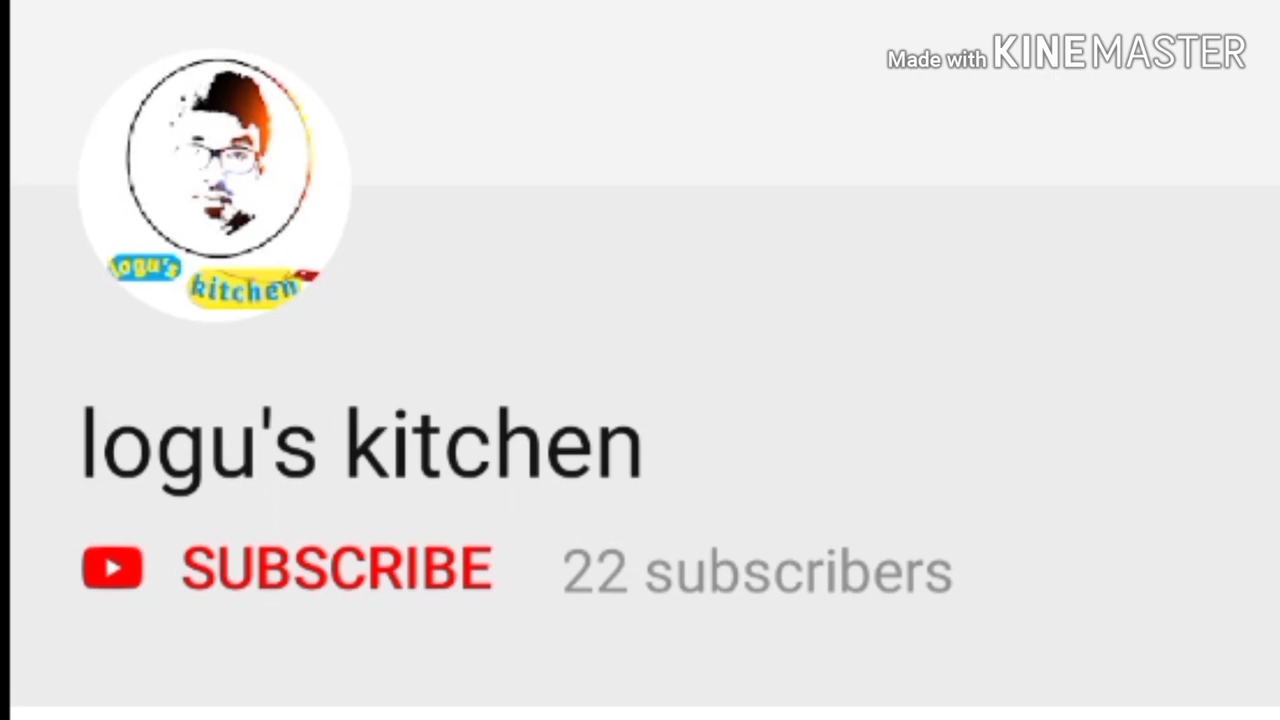 Made with KINEMASTER
logu's
kitchen
logu's kitchen
SUBSCRIBE 22 subscribers